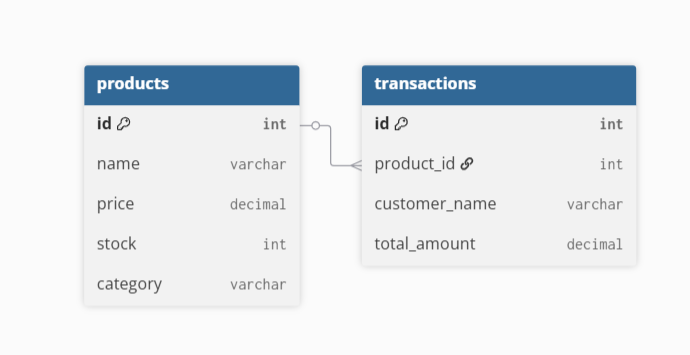 products
id int
name varchar
price decimal
stock int
category varchar
transactions
id int
product_id int
customer_name varchar
total_amount decimal